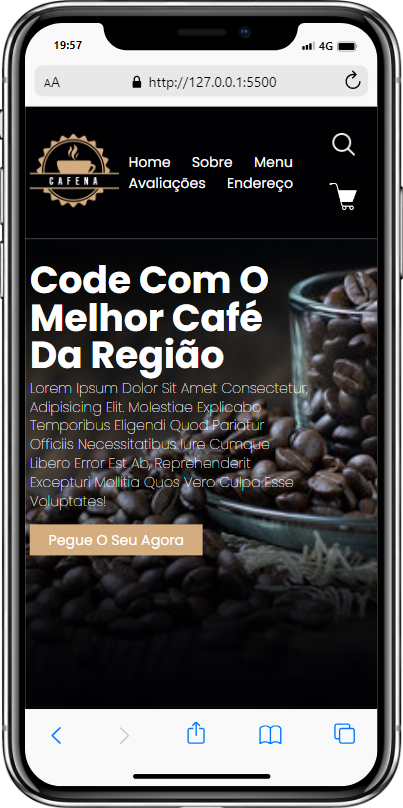 19:57
4G
AA
http://127.0.0.1:5500
CAFENA
Home Sobre Menu
Avaliações Endereço
Code Com O
Melhor Café
Da Região
Lorem Ipsum Dolor Sit Amet Consectetur,
Adipisicing Elit. Molestiae Explicabo
Temporibus Eligendi Quod Pariatur
Officiis Necessitatibus Iure Cumque
Libero Error Est Ab, Reprehenderit
Excepturi Mollitia Quos Vero Culpa Esse
Voluptates!
Pegue O Seu Agora